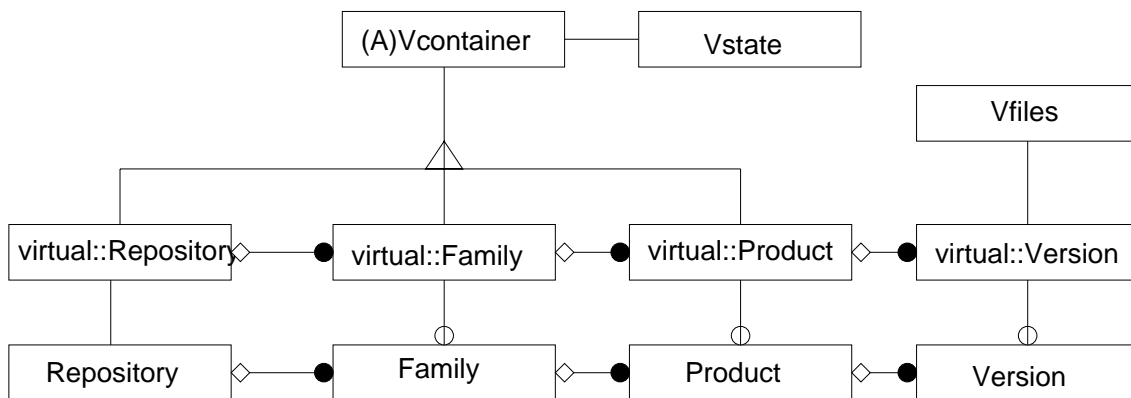 (A)Vcontainer
Vstate
Vfiles
virtual::Repository
virtual::Family
virtual::Product
virtual::Version
Repository
Family
Product
Version